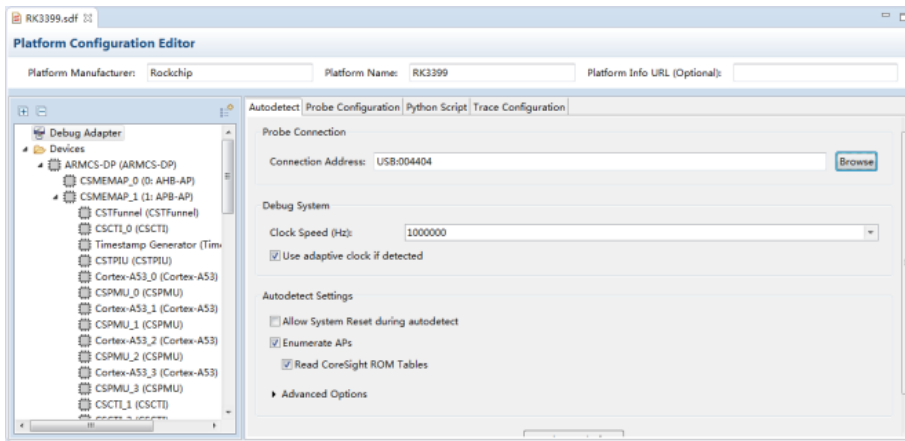 RK3399.sdf
Platform Configuration Editor
Platform Manufacturer: Rockchip Platform Name: RK3399 Platform Info URL (Optional):
Autodetect Probe Configuration Python Script Trace Configuration
Debug Adapter
Devices
ARMCS-DP (ARMCS-DP)
CSMEMAP_0 (0: AHB-AP)
CSMEMAP_1 (1: APB-AP)
CSTFunnel (CSTFunnel)
CSCTI_0 (CSCTI)
Timestamp Generator (Time
CSTPIU (CSTPIU)
Cortex-A53_0 (Cortex-A53)
CSPMU_0 (CSPMU)
Cortex-A53_1 (Cortex-A53)
CSPMU_1 (CSPMU)
Cortex-A53_2 (Cortex-A53)
CSPMU_2 (CSPMU)
Cortex-A53_3 (Cortex-A53)
CSPMU_3 (CSPMU)
CSCTI_1 (CSCTI)
Probe Connection
Connection Address: USB:004404 Browse
Debug System
Clock Speed (Hz): 1000000
Use adaptive clock if detected
Autodetect Settings
Allow System Reset during autodetect
Enumerate APs
Read CoreSight ROM Tables
Advanced Options